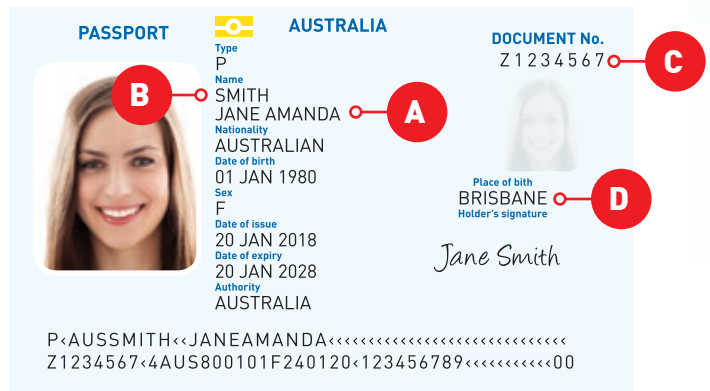 PASSPORT
AUSTRALIA
Type
P
Name
SMITH
JANE AMANDA
Nationality
AUSTRALIAN
Date of birth
01 JAN 1980
Sex
F
Date of issue
20 JAN 2018
Date of expiry
20 JAN 2028
Authority
AUSTRALIA
DOCUMENT No.
Z1234567
Place of bith
BRISBANE
Holder's signature
Jane Smith
B
A
C
D
P<AUSSMITH<<JANEAMANDA<<<<<<<<<<<<<<<<<<<<<<<<<<<<<<
Z1234567<4AUS800101F240120<123456789<<<<<<<<<<<00